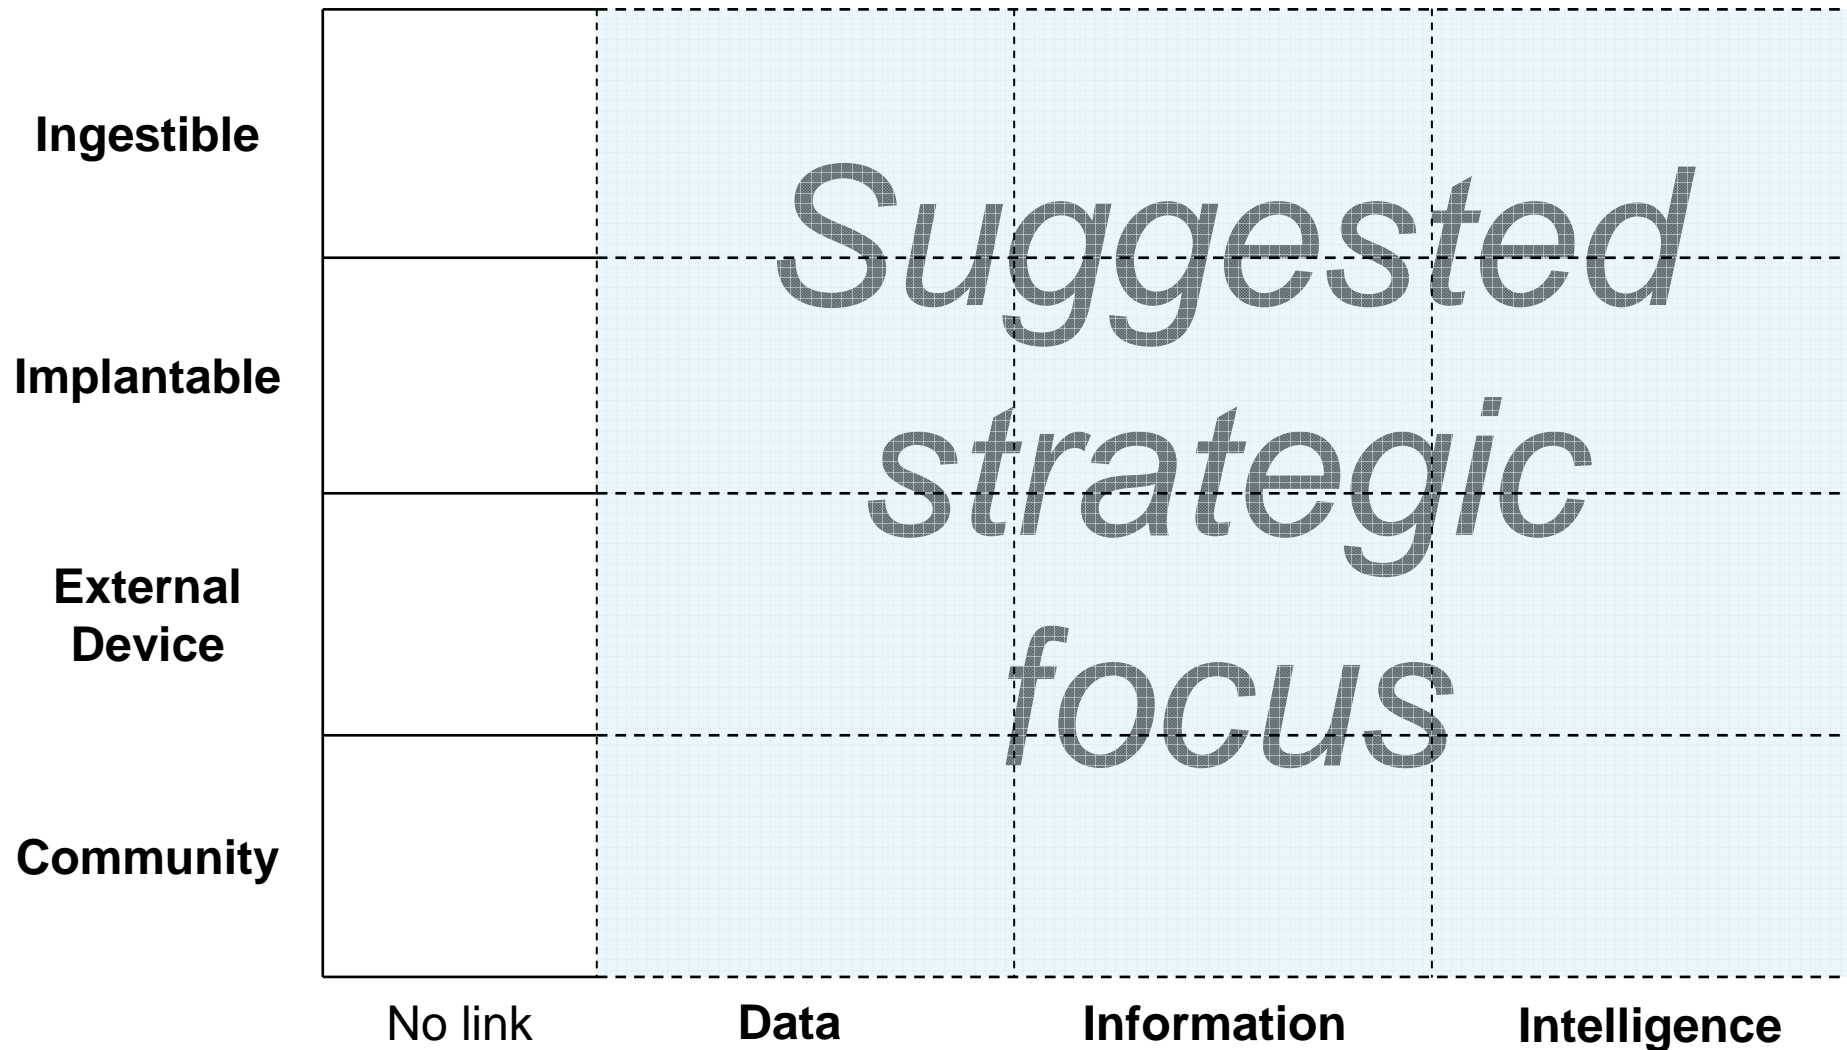 Ingestible
Suggested
Implantable
strategic
External
Device
focus
Community
No link Data Information Intelligence